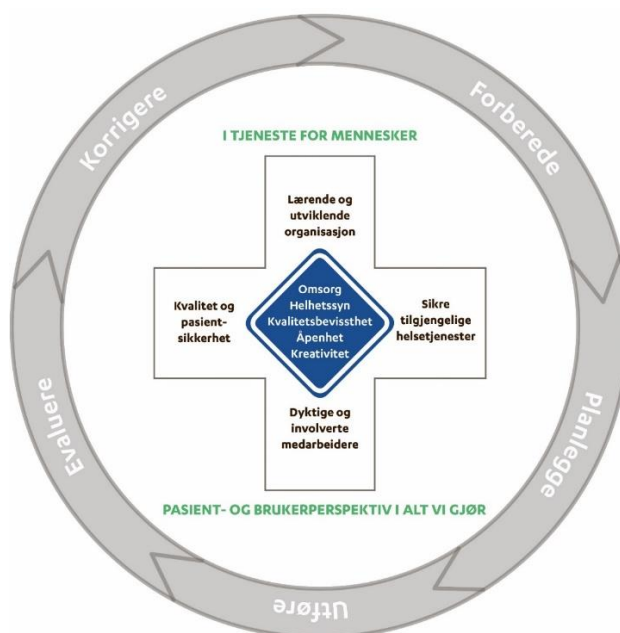 Forberede
Planlegge
Utføre
Evaluere
Korrigere
I TJENESTE FOR MENNESKER
Lærende og
utviklende
organisasjon
Kvalitet og
pasient-
sikkerhet
Omsorg
Helhetssyn
Kvalitetsbevissthet
Åpenhet
Kreativitet
Sikre
tilgjengelige
helsetjenester
Dyktige og
involverte
medarbeidere
PASIENT- OG BRUKERPERSPEKTIV I ALT VI GJØR